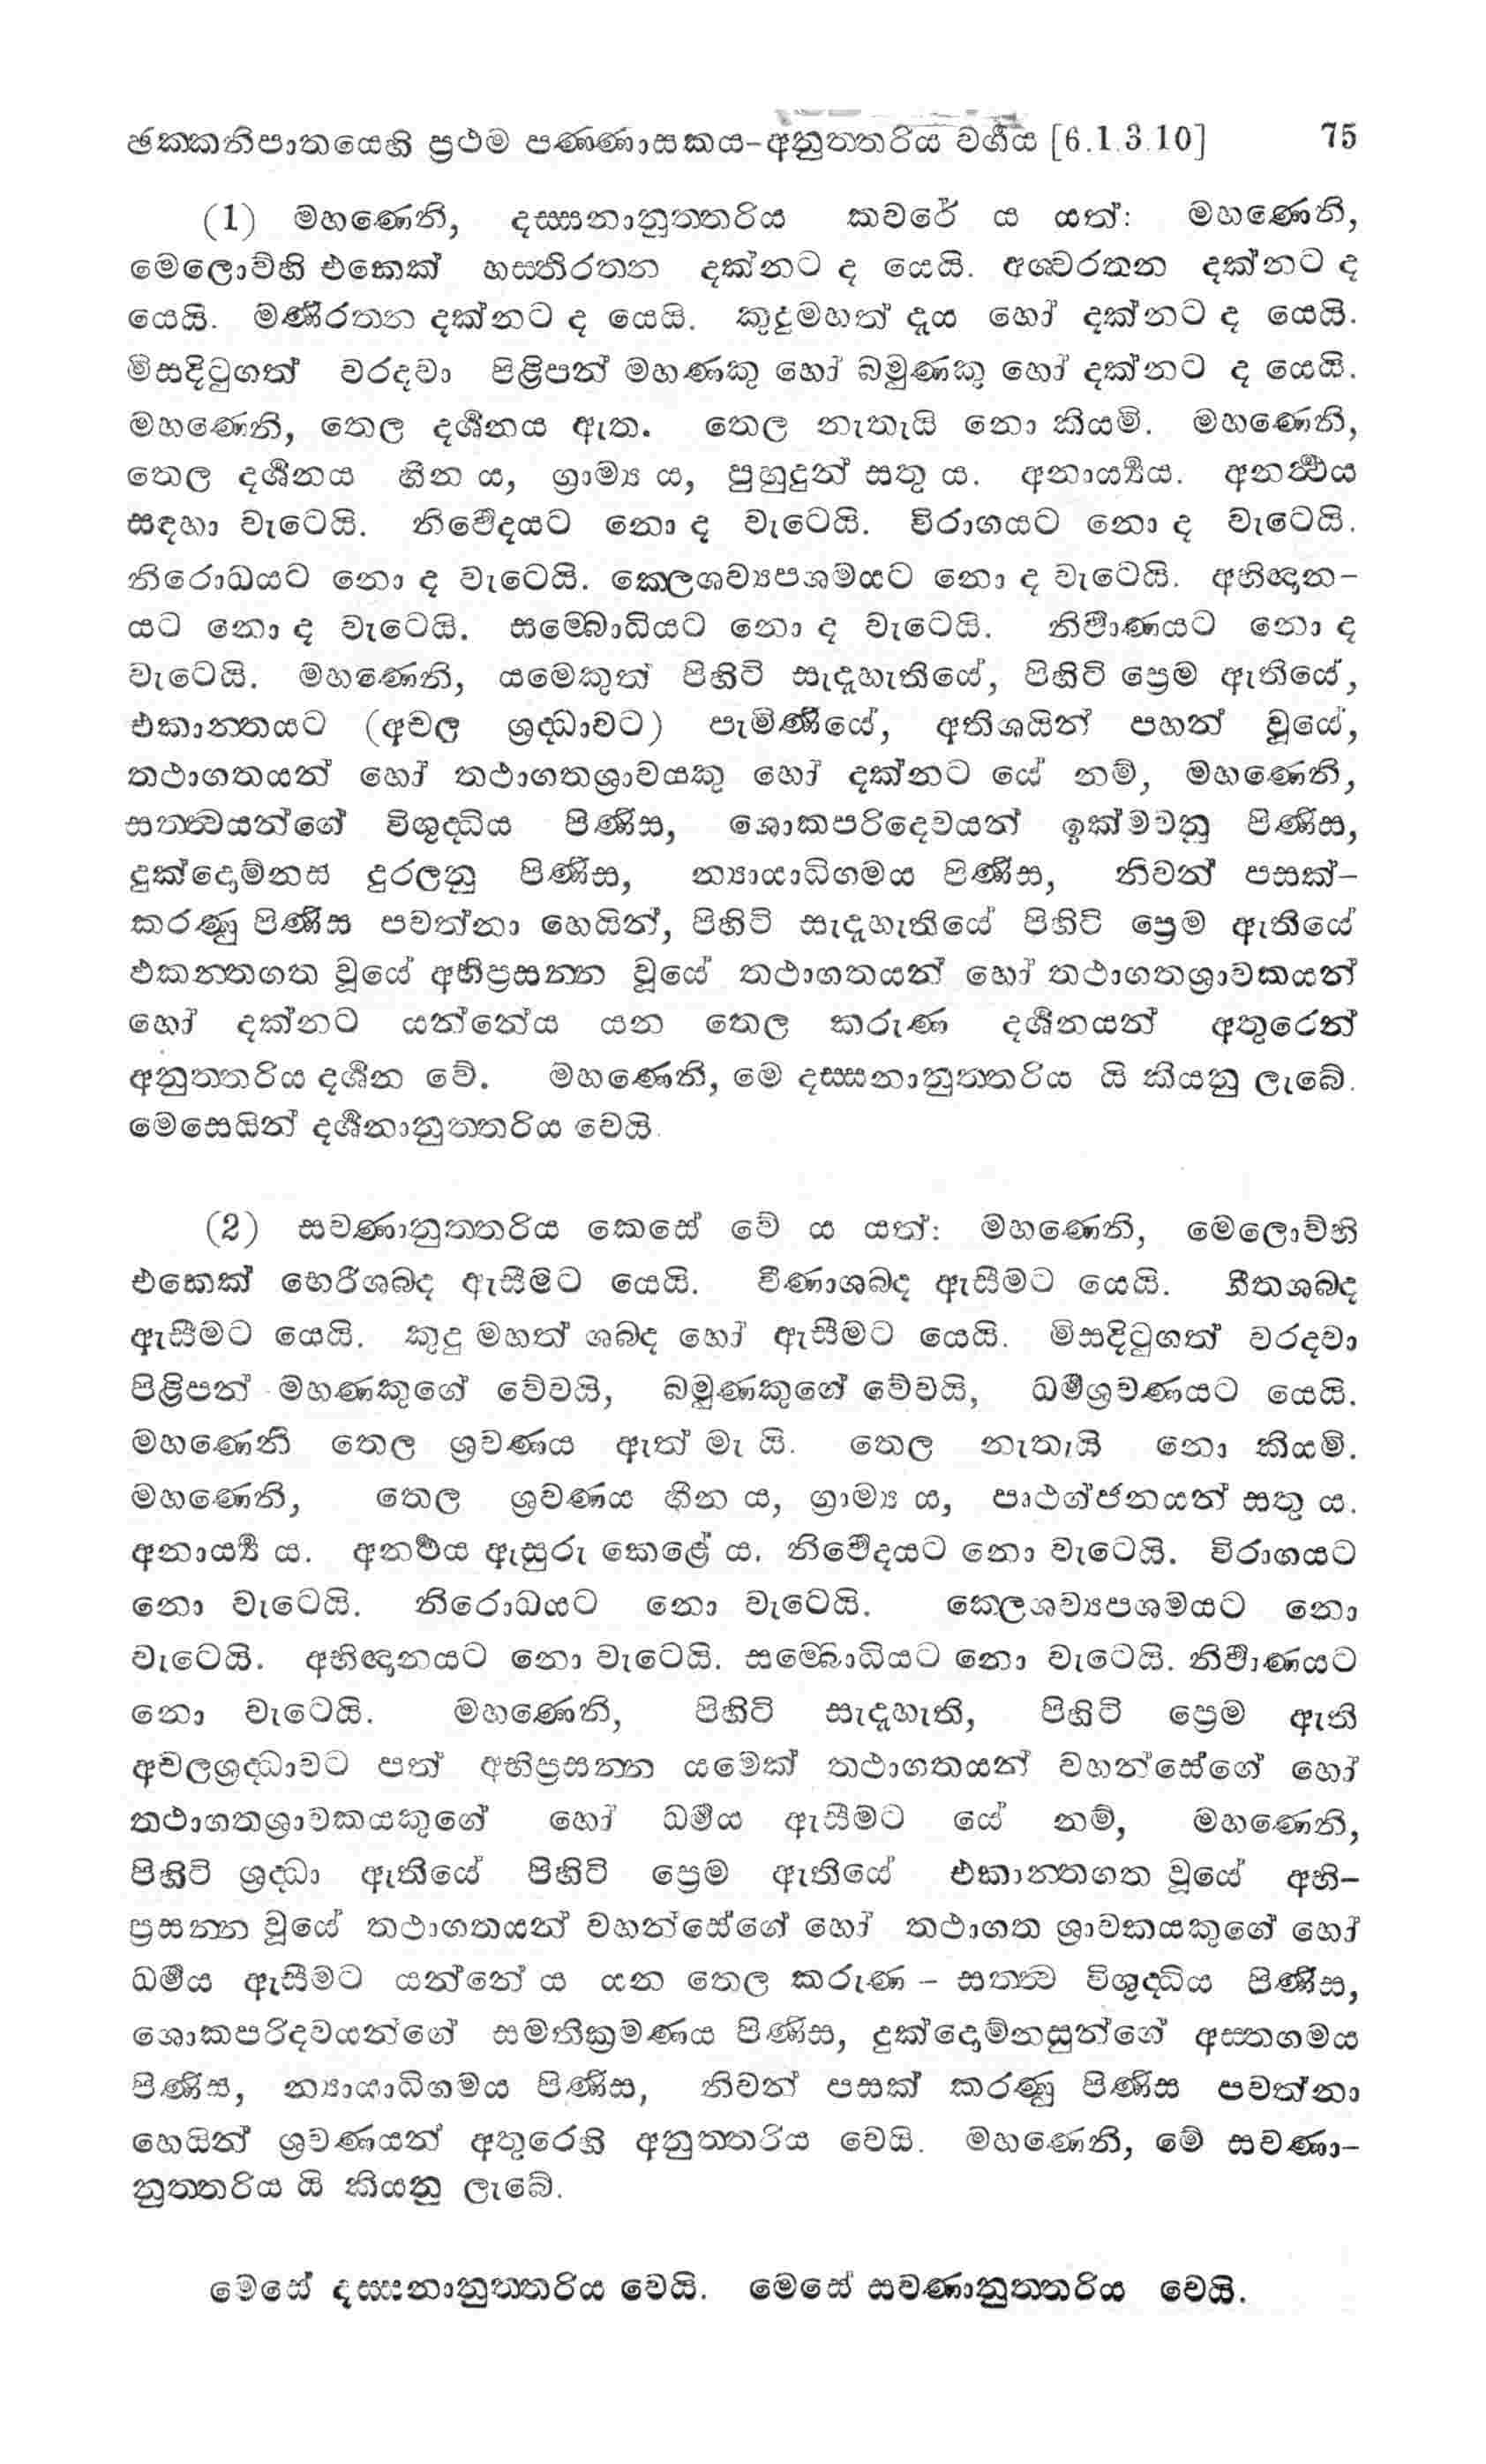 ඡක්කනිපාතයෙහි ප්‍රථම පණ්ණාසකය-අනුත්තරිය වර්‍ගය [6.1.3.10] 75
(1) මහණෙනි, දස්සනානුත්තරිය කවරේ ය යත්: මහණෙනි,
මෙලොව්හි එකෙක් හස්තිරත්න දක්නට ද යෙයි. අශ්වරත්න දක්නට ද
යෙයි. මණිරත්න දක්නට ද යෙයි. කුදුමහත් දැය හෝ දක්නට ද යෙයි.
මිසදිටුගත් වරදවා පිළිපන් මහණකු හෝ බමුණකු හෝ දක්නට ද යෙයි.
මහණෙනි, තෙල දර්‍ශනය ඇත. තෙල නැතැයි නො කියමි. මහණෙනි,
තෙල දර්‍ශනය හීන ය, ග්‍රාම්‍ය ය, පුහුදුන් සතු ය. අනාර්‍ය්‍යය. අනර්‍ත්‍ථය
සඳහා වැටෙයි. නිර්‍වේදයට නො ද වැටෙයි. විරාගයට නො ද වැටෙයි.
නිරොධයට නො ද වැටෙයි. ක්ලෙශව්‍යපශමයට නො ද වැටෙයි. අභිඥාන-
යට නො ද වැටෙයි. සම්බොධියට නො ද වැටෙයි. නිර්‍වාණයට නො ද
වැටෙයි. මහණෙනි, යමෙකුත් පිහිටි සැදැහැතියේ, පිහිටි ප්‍රෙම ඇතියේ,
එකාන්තයට (අචල ශ්‍රද්ධාවට) පැමිණියේ, අතිශයින් පහන් වූයේ,
තථාගතයන් හෝ තථාගතශ්‍රාවයකු හෝ දක්නට යේ නම්, මහණෙනි,
සත්ත්‍වයන්ගේ විශුද්ධිය පිණිස, ශොකපරිදෙවයන් ඉක්මවනු පිණිස,
දුක්දොම්නස් දුරලනු පිණිස, න්‍යායාධිගමය පිණිස, නිවන් පසක්-
කරණු පිණිස පවත්නා හෙයින්, පිහිටි සැදැහැතියේ පිහිටි ප්‍රෙම ඇතියේ
ඒකන්තගත වූයේ අභිප්‍රසන්න වූයේ තථාගතයන් හෝ තථාගතශ්‍රාවකයන්
හෝ දක්නට යන්නේය යන තෙල කරුණ දර්‍ශනයන් අතුරෙන්
අනුත්තරිය දර්‍ශන වේ. මහණෙනි, මෙ දස්සනානුත්තරිය යි කියනු ලැබේ.
මෙසෙයින් දර්‍ශනානුත්තරිය වෙයි.
(2) සවණානුත්තරිය කෙසේ වේ ය යත්: මහණෙනි, මෙලොව්හි
එකෙක් භෙරීශබ්ද ඇසීමට යෙයි. වීණාශබ්ද ඇසීමට යෙයි. ගීතශබ්ද
ඇසීමට යෙයි. කුදු මහත් ශබ්ද හෝ ඇසීමට යෙයි. මිසදිටුගත් වරදවා
පිළිපන් මහණකුගේ වේවයි, බමුණකුගේ වේවයි, ධර්‍මශ්‍රවණයට යෙයි.
මහණෙනි තෙල ශ්‍රවණය ඇත් මැ යි. තෙල නැතැයි නො කියමි.
මහණෙනි, තෙල ශ්‍රවණය හීන ය, ග්‍රාම්‍ය ය, පෘථග්ජනයන් සතු ය.
අනාර්‍ය්‍ය ය. අනර්‍ථය ඇසුරු කෙළේ ය. නිර්‍වේදයට නො වැටෙයි. විරාගයට
නො වැටෙයි. නිරොධයට නො වැටෙයි. ක්ලෙශව්‍යපශමයට නො
වැටෙයි. අභිඥානයට නො වැටෙයි. සම්බොධියට නො වැටෙයි. නිර්‍වාණයට
නො වැටෙයි. මහණෙනි, පිහිටි සැදැහැති, පිහිටි ප්‍රෙම ඇති
අචලශ්‍රද්ධාවට පත් අභිප්‍රසන්න යමෙක් තථාගතයන් වහන්සේගේ හෝ
තථාගතශ්‍රාවකයකුගේ හෝ ධර්‍මය ඇසීමට යේ නම්, මහණෙනි,
පිහිටි ශ්‍රද්ධා ඇතියේ පිහිටි ප්‍රෙම ඇතියේ එකාන්තගත වූයේ අභි-
ප්‍රසන්න වූයේ තථාගතයන් වහන්සේගේ හෝ තථාගත ශ්‍රාවකයකුගේ හෝ
ධර්‍මය ඇසීමට යන්නේ ය යන තෙල කරුණ - සත්ත්‍ව විශුද්ධිය පිණිස,
ශොකපරිදවයන්ගේ සමතික්‍රමණය පිණිස, දුක්දොම්නසුන්ගේ අස්තගමය
පිණිස, න්‍යායාධිගමය පිණිස, නිවන් පසක් කරණු පිණිස පවත්නා
හෙයින් ශ්‍රවණයන් අතුරෙහි අනුත්තරිය වෙයි. මහණෙනි, මේ සවණා-
නුත්තරිය යි කියනු ලැබේ.
මෙසේ දස්සනානුත්තරිය වෙයි. මෙසේ සවණානුත්තරිය වෙයි.